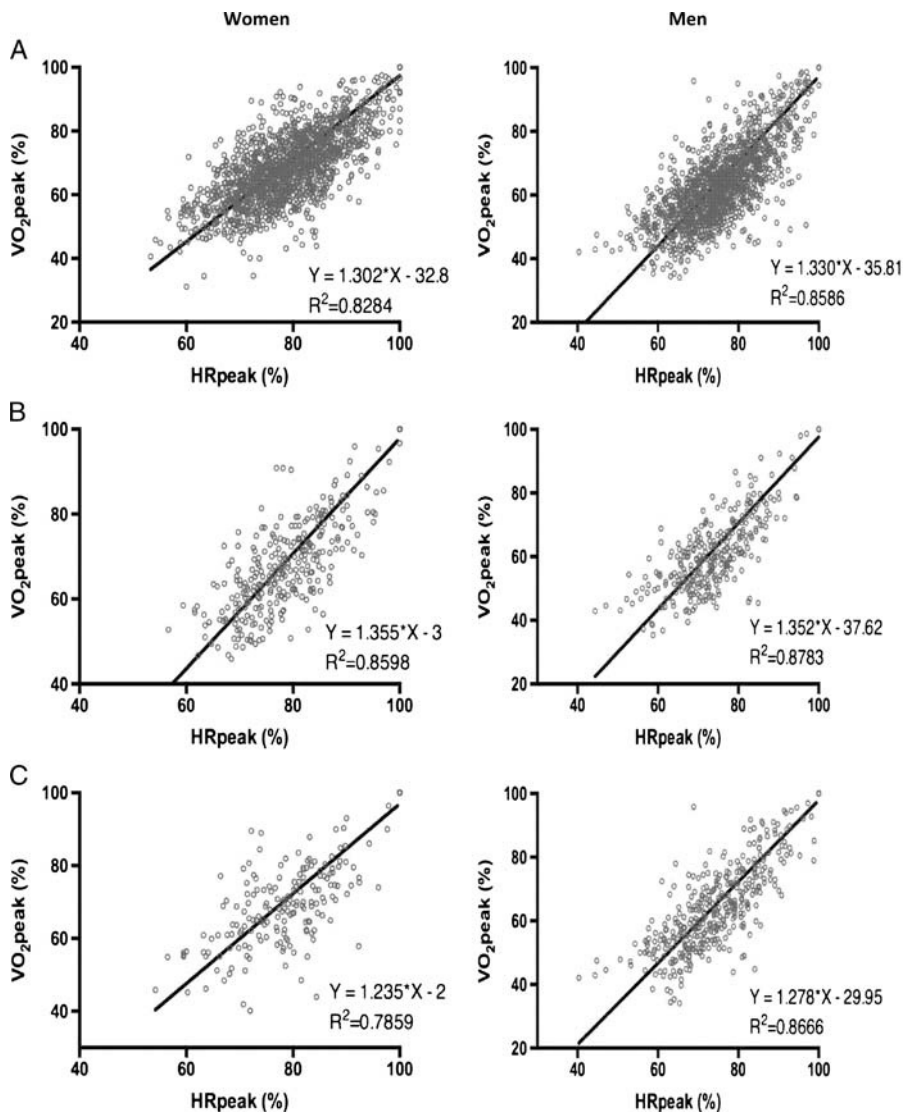 Women Men
A
100 80 60 40 20
VO2peak (%)
Y = 1.302*X - 32.8
R2=0.8284
40 60 80 100
HRpeak (%)
100 80 60 40 20
VO2peak (%)
Y = 1.330*X - 35.81
R2=0.8586
40 60 80 100
HRpeak (%)
B
100 80 60 40
VO2peak (%)
Y = 1.355*X - 3
R2=0.8598
40 60 80 100
HRpeak (%)
100 80 60 40 20
VO2peak (%)
Y = 1.352*X - 37.62
R2=0.8783
40 60 80 100
HRpeak (%)
C
100 80 60 40
VO2peak (%)
Y = 1.235*X - 2
R2=0.7859
40 60 80 100
HRpeak (%)
100 80 60 40 20
VO2peak (%)
Y = 1.278*X - 29.95
R2=0.8666
40 60 80 100
HRpeak (%)